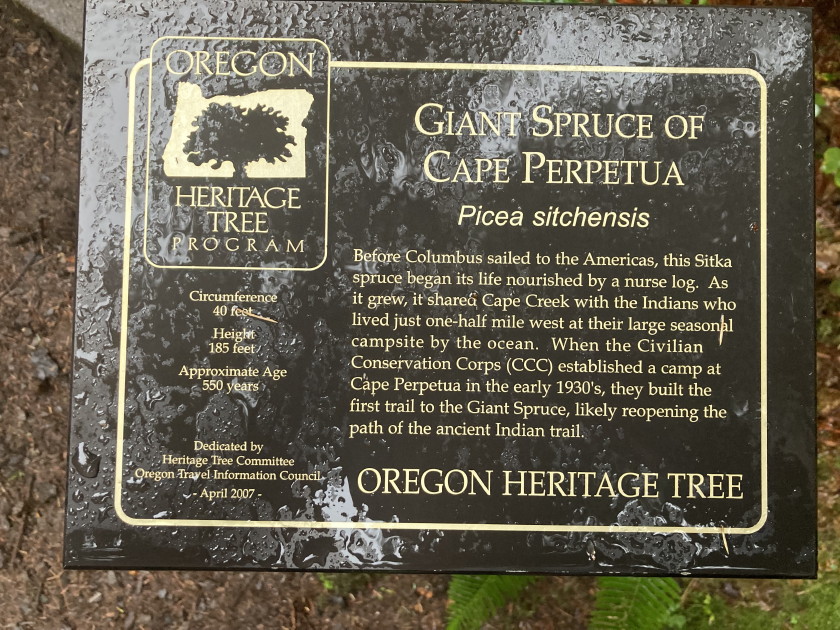 OREGON
HERITAGE
TREE
PROGRAM
Circumference
40 feet
Height
185 feet
Approximate Age
550 years
Dedicated by
Heritage Tree Committee
Oregon Travel Information Council
- April 2007 -
GIANT SPRUCE OF
CAPE PERPETUA
Picea sitchensis
Before Columbus sailed to the Americas, this Sitka
spruce began its life nourished by a nurse log. As
it grew, it shared Cape Creek with the Indians who
lived just one-half mile west at their large seasonal
campsite by the ocean. When the Civilian
Conservation Corps (CCC) established a camp at
Cape Perpetua in the early 1930's, they built the
first trail to the Giant Spruce, likely reopening the
path of the ancient Indian trail.
OREGON HERITAGE TREE